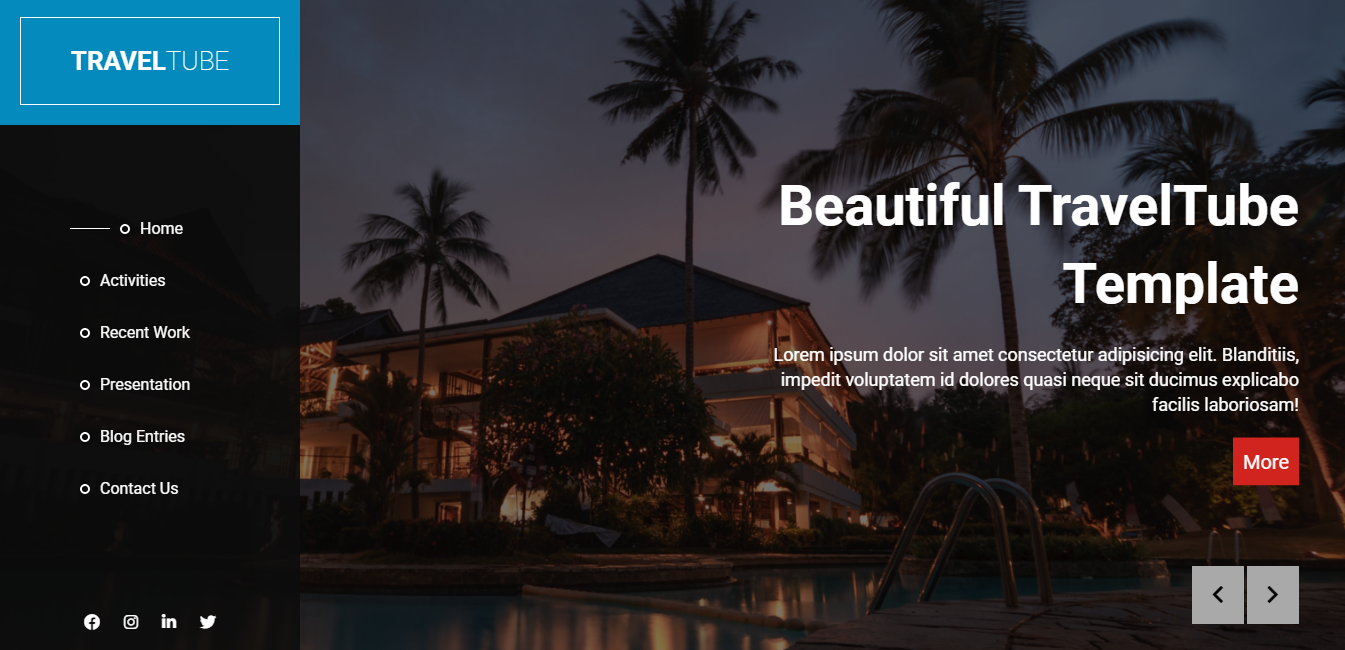 TRAVELTUBE
Home
Activities
Recent Work
Presentation
Blog Entries
Contact Us
Beautiful TravelTube
Template
Lorem ipsum dolor sit amet consectetur adipisicing elit. Blanditiis,
impedit voluptatem id dolores quasi neque sit ducimus explicabo
facilis laboriosam!
More